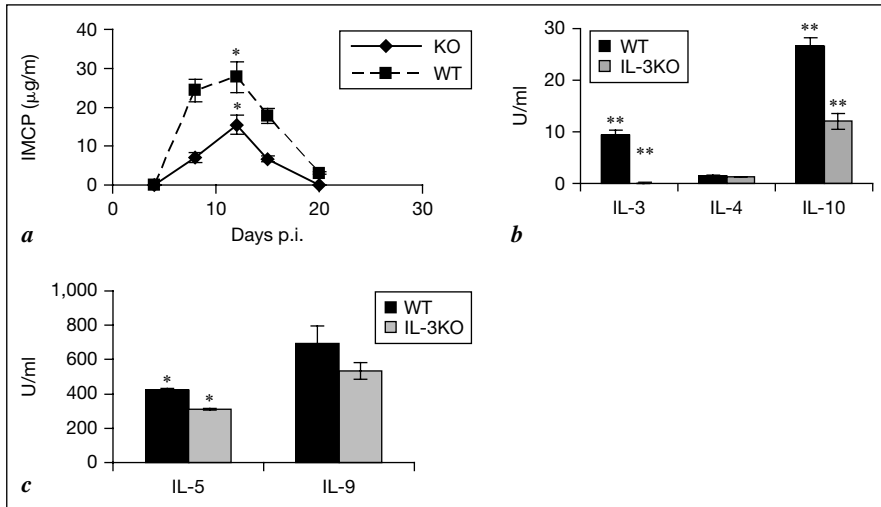 40
30
20
10
0
IMCP (μg/m)
*
*
KO
WT
0
10
20
30
Days p.i.
a
30
20
10
0
U/ml
WT
IL-3KO
**
**
**
**
IL-3
IL-4
IL-10
b
1,000
800
600
400
200
0
U/ml
WT
IL-3KO
*
*
IL-5
IL-9
c